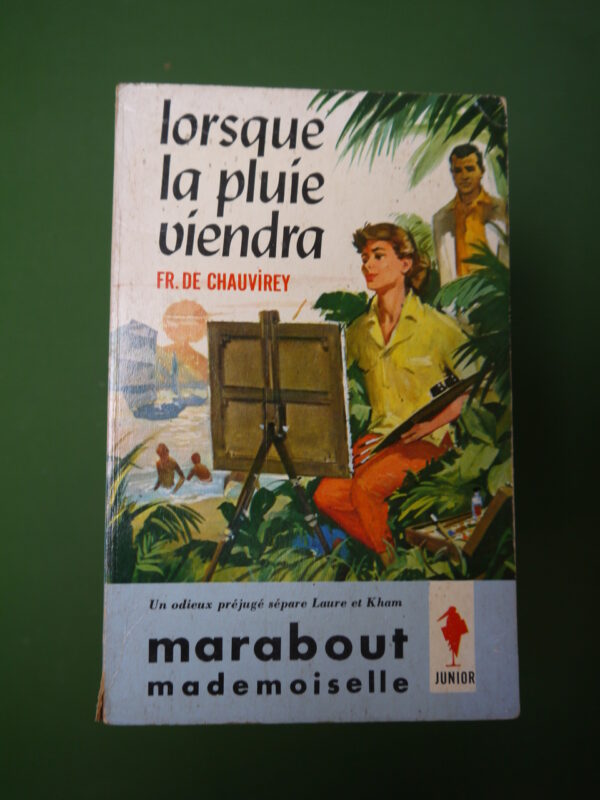 lorsque
la pluie
viendra
FR. DE CHAUVIREY
Un odieux préjugé sépare Laure et Kham
marabout
mademoiselle
JUNIOR